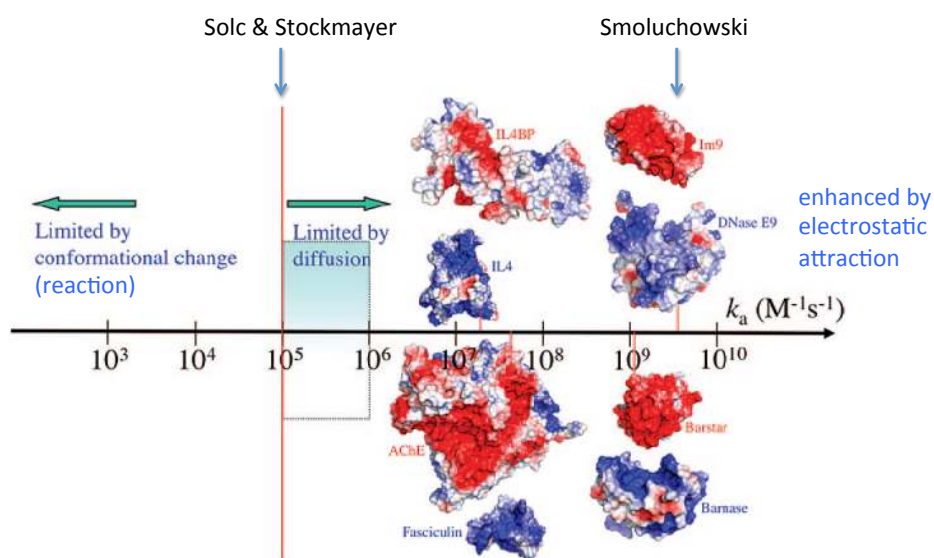 Solc & Stockmayer
Smoluchowski
IL4BP
Im9
Limited by
conformational change
(reaction)
Limited by
diffusion
IL4
DNase E9
enhanced by
electrostatic
attraction
kₐ (M⁻¹s⁻¹)
10³ 10⁴ 10⁵ 10⁶ 10⁷ 10⁸ 10⁹ 10¹⁰
AChE
Barstar
Fasciculin
Barnase